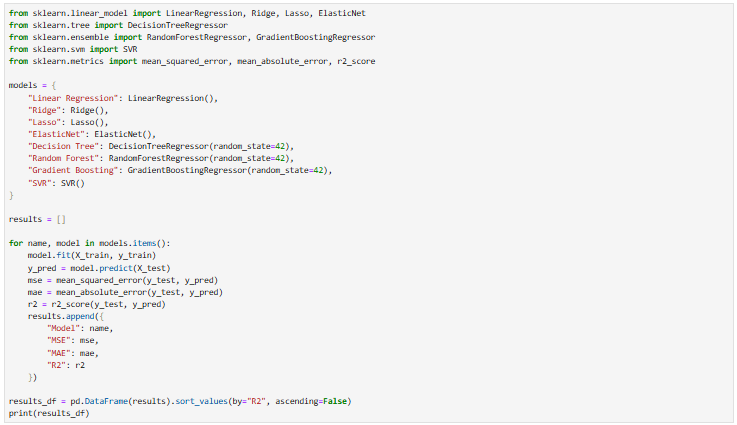 from sklearn.linear_model import LinearRegression, Ridge, Lasso, ElasticNet
from sklearn.tree import DecisionTreeRegressor
from sklearn.ensemble import RandomForestRegressor, GradientBoostingRegressor
from sklearn.svm import SVR
from sklearn.metrics import mean_squared_error, mean_absolute_error, r2_score

models = {
    "Linear Regression": LinearRegression(),
    "Ridge": Ridge(),
    "Lasso": Lasso(),
    "ElasticNet": ElasticNet(),
    "Decision Tree": DecisionTreeRegressor(random_state=42),
    "Random Forest": RandomForestRegressor(random_state=42),
    "Gradient Boosting": GradientBoostingRegressor(random_state=42),
    "SVR": SVR()
}

results = []

for name, model in models.items():
    model.fit(X_train, y_train)
    y_pred = model.predict(X_test)
    mse = mean_squared_error(y_test, y_pred)
    mae = mean_absolute_error(y_test, y_pred)
    r2 = r2_score(y_test, y_pred)
    results.append({
        "Model": name,
        "MSE": mse,
        "MAE": mae,
        "R2": r2
    })

results_df = pd.DataFrame(results).sort_values(by="R2", ascending=False)
print(results_df)